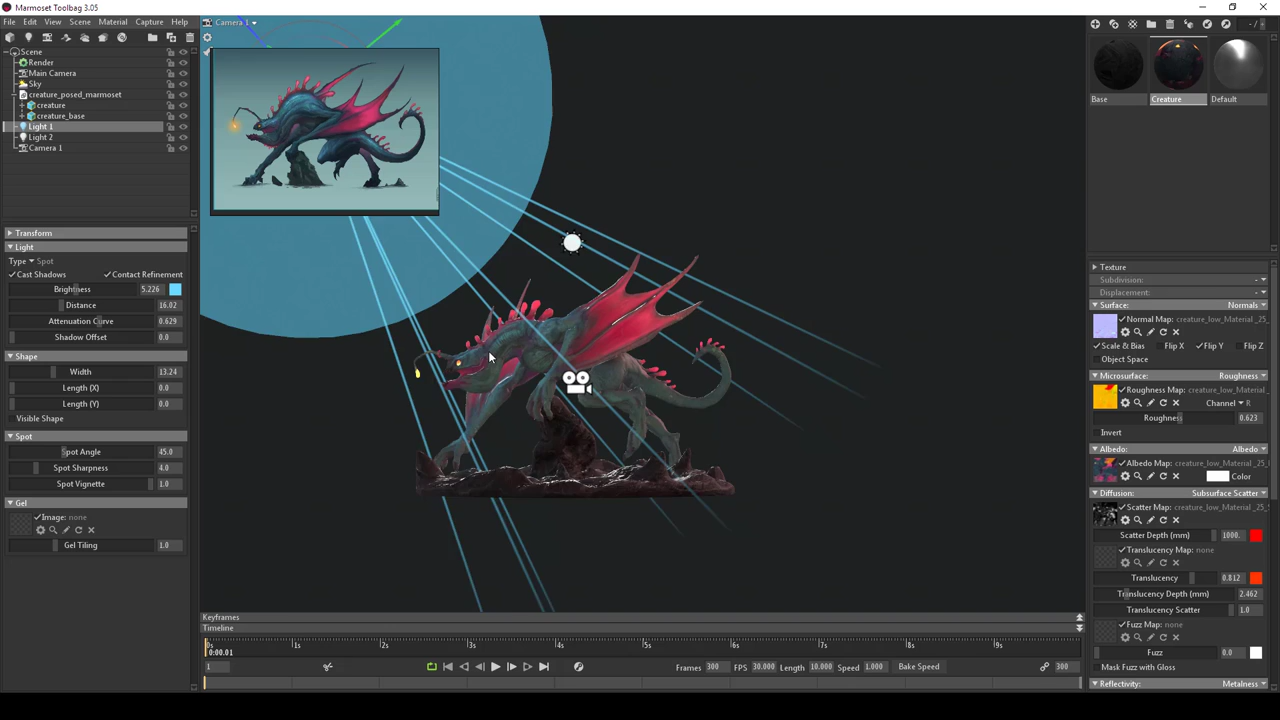 Marmoset Toolbag 3.05
File Edit View Scene Material Capture Help
Camera 1
- / -
Scene
Render
Main Camera
Sky
creature_posed_marmoset
creature
creature_base
Light 1
Light 2
Camera 1
Base Creature Default
Transform
Light
Type Spot
Cast Shadows Contact Refinement
Brightness 5.226
Distance 16.02
Attenuation Curve 0.629
Shadow Offset 0.0
Shape
Width 13.24
Length (X) 0.0
Length (Y) 0.0
Visible Shape
Spot
Spot Angle 45.0
Spot Sharpness 4.0
Spot Vignette 1.0
Gel
Image: none
Gel Tiling 1.0
Texture
Subdivision: -
Displacement: -
Surface: Normals
Normal Map: creature_low_Material _25_
Scale & Bias Flip X Flip Y Flip Z
Object Space
Microsurface: Roughness
Roughness Map: creature_low_Material _2
Channel R
Roughness 0.623
Invert
Albedo: Albedo
Albedo Map: creature_low_Material _25_
Color
Diffusion: Subsurface Scatter
Scatter Map: creature_low_Material _25_
Scatter Depth (mm) 1000.
Translucency Map: none
Translucency 0.812
Translucency Depth (mm) 2.462
Translucency Scatter 1.0
Fuzz Map: none
Fuzz 0.0
Mask Fuzz with Gloss
Reflectivity: Metalness
Keyframes
Timeline
0s 1s 2s 3s 4s 5s 6s 7s 8s 9s
0:00.01
1 Frames 300 FPS 30.000 Length 10.000 Speed 1.000 Bake Speed 300